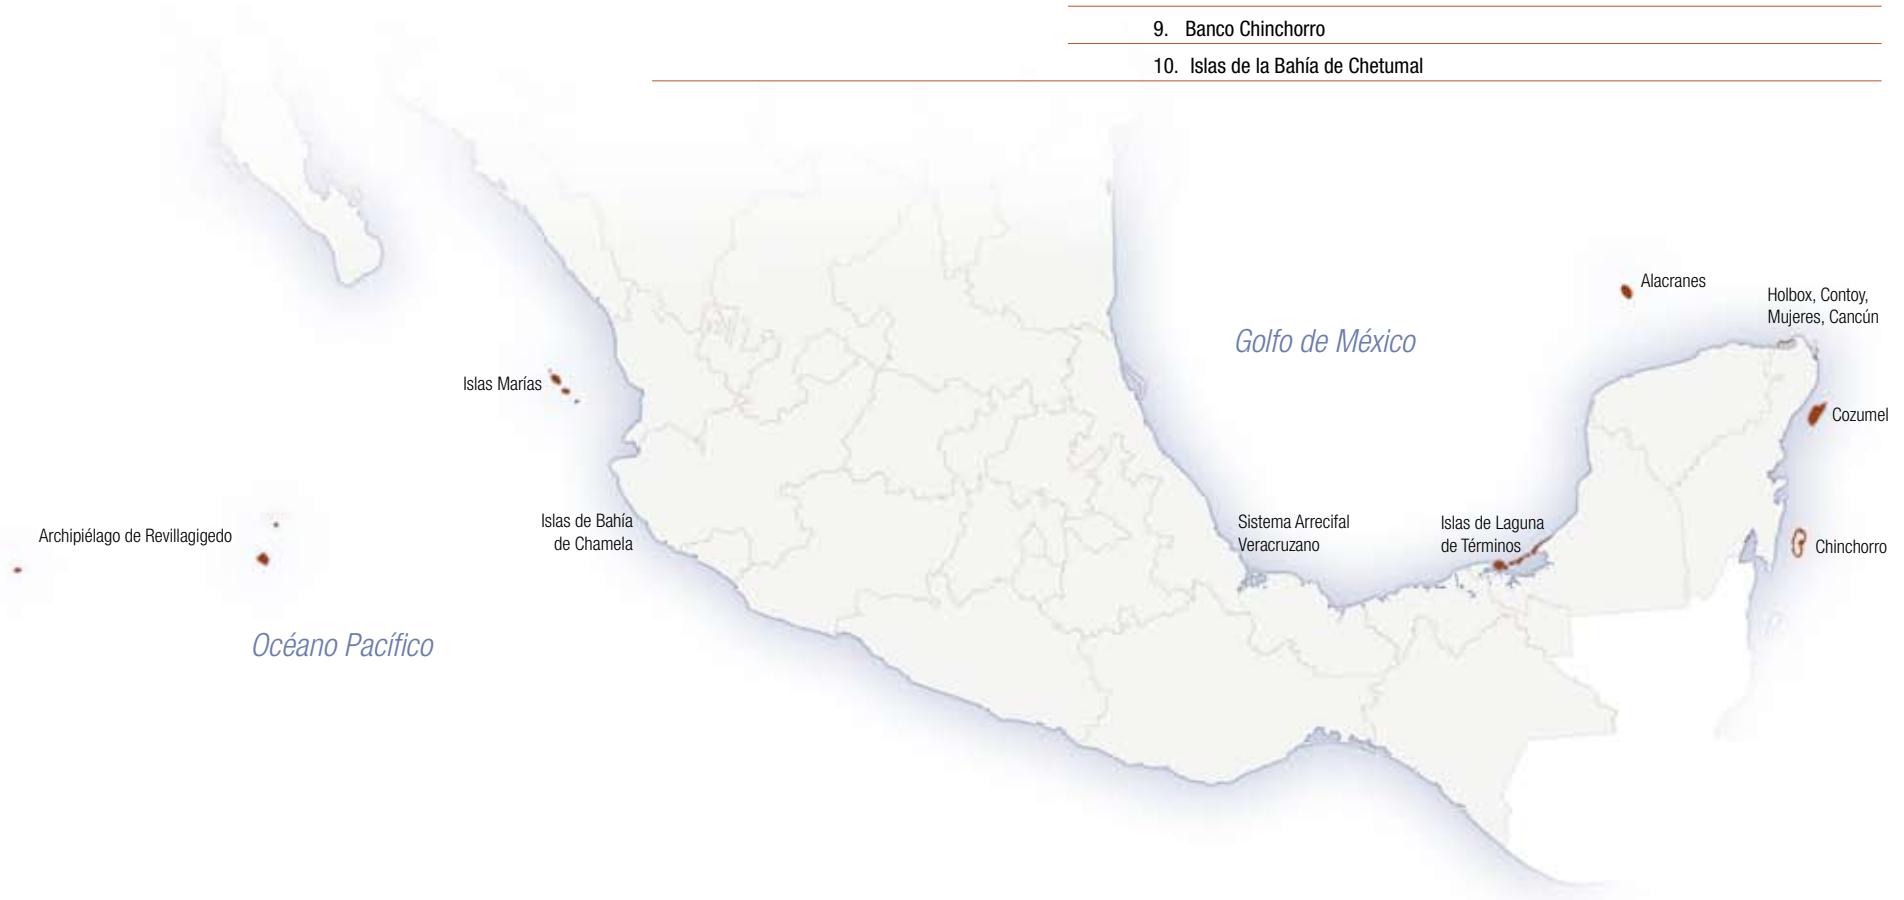 9. Banco Chinchorro
10. Islas de la Bahía de Chetumal
Alacranes
Holbox, Contoy,
Mujeres, Cancún
Golfo de México
Islas Marías
Cozumel
Archipiélago de Revillagigedo
Islas de Bahía
de Chamela
Sistema Arrecifal
Veracruzano
Islas de Laguna
de Términos
Chinchorro
Océano Pacífico